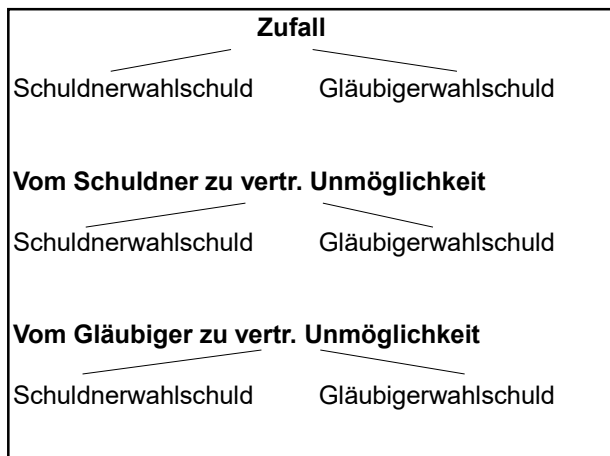 Zufall
Schuldnerwahlschuld Gläubigerwahlschuld
Vom Schuldner zu vertr. Unmöglichkeit
Schuldnerwahlschuld Gläubigerwahlschuld
Vom Gläubiger zu vertr. Unmöglichkeit
Schuldnerwahlschuld Gläubigerwahlschuld